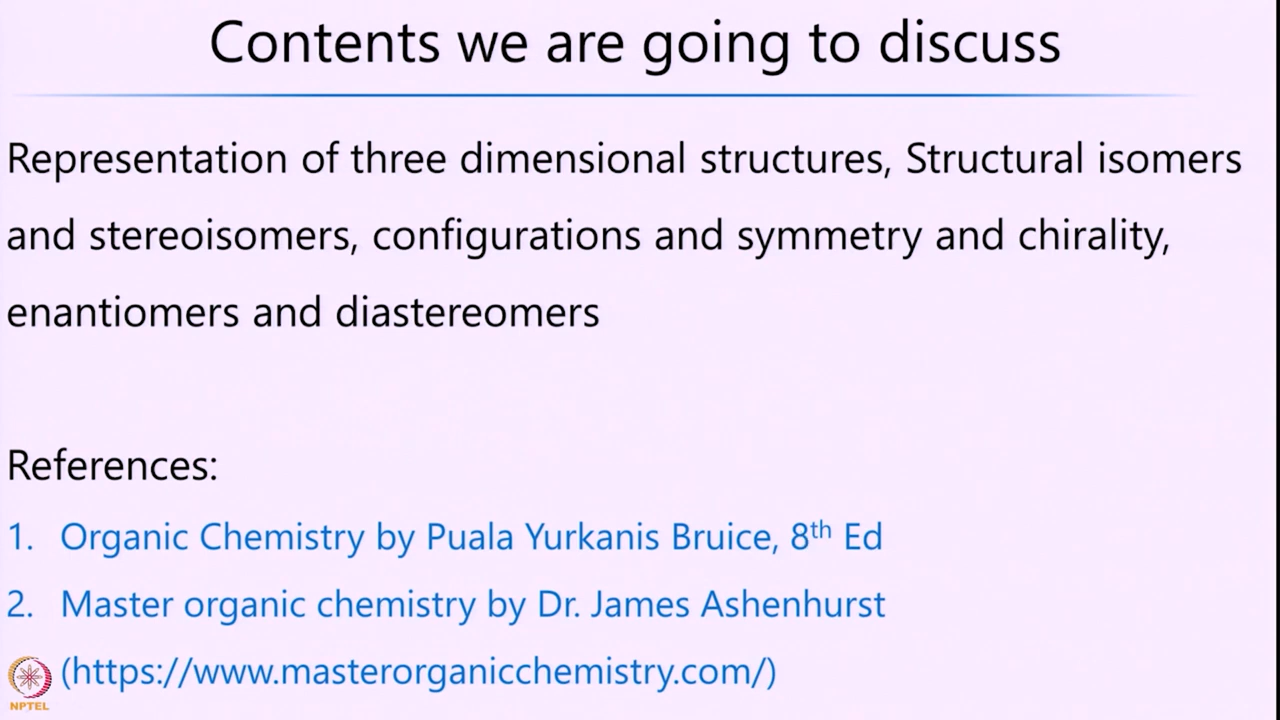 Contents we are going to discuss
Representation of three dimensional structures, Structural isomers
and stereoisomers, configurations and symmetry and chirality,
enantiomers and diastereomers
References:
1. Organic Chemistry by Puala Yurkanis Bruice, 8th Ed
2. Master organic chemistry by Dr. James Ashenhurst
(https://www.masterorganicchemistry.com/)
NPTEL